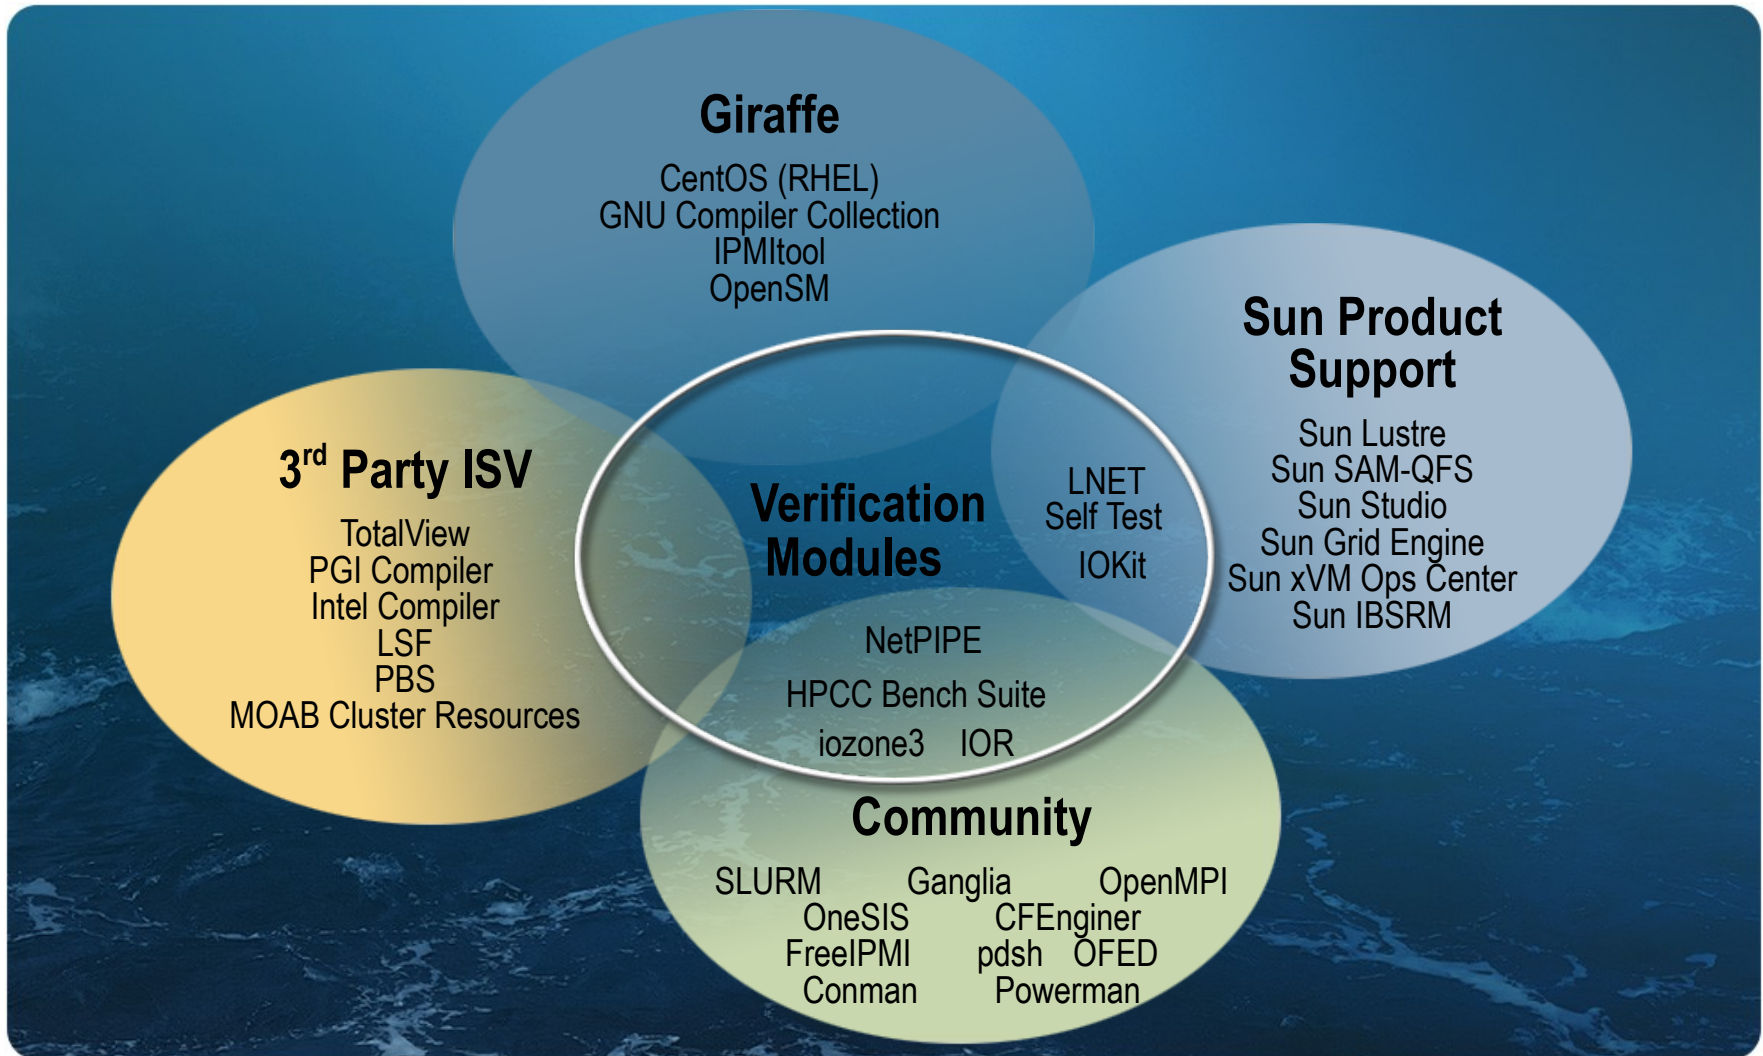 Giraffe
CentOS (RHEL)
GNU Compiler Collection
IPMItool
OpenSM
Sun Product
Support
Sun Lustre
Sun SAM-QFS
Sun Studio
Sun Grid Engine
Sun xVM Ops Center
Sun IBSRM
3rd Party ISV
TotalView
PGI Compiler
Intel Compiler
LSF
PBS
MOAB Cluster Resources
Verification
Modules
LNET
Self Test
IOKit
NetPIPE
HPCC Bench Suite
iozone3 IOR
Community
SLURM Ganglia OpenMPI
OneSIS CFEnginer
FreeIPMI pdsh OFED
Conman Powerman